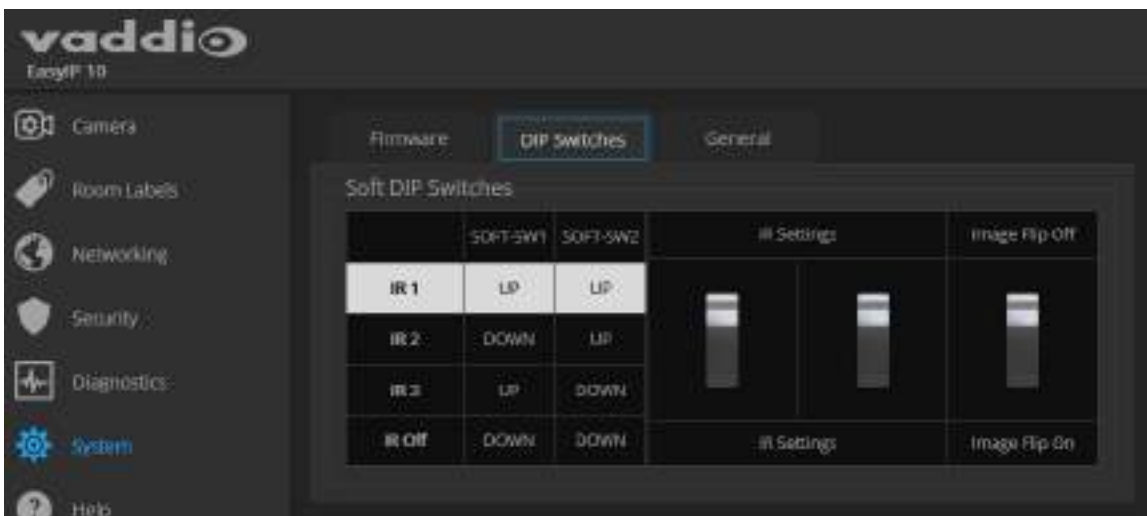 vaddio
EasyIP 10
Camera
Room Labels
Networking
Security
Diagnostics
System
Help
Firmware DIP Switches General
Soft DIP Switches
SOFT-SW1 SOFT-SW2 IR Settings Image Flip Off
IR 1 UP UP
IR 2 DOWN UP
IR 3 UP DOWN
IR Off DOWN DOWN IR Settings Image Flip On